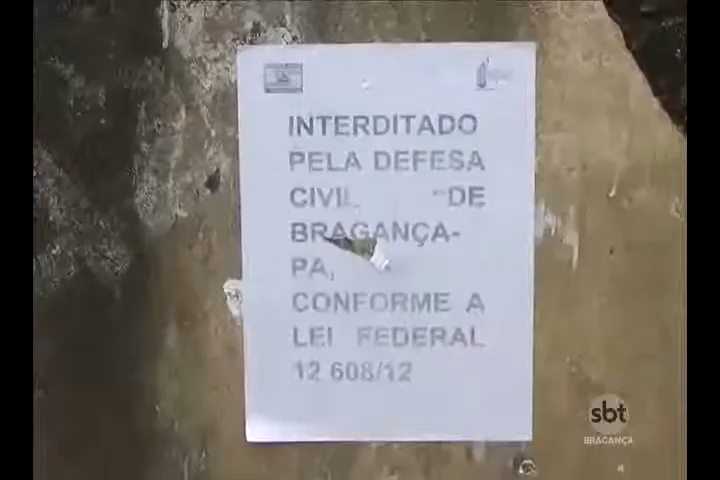 INTERDITADO
PELA DEFESA
CIVIL DE
BRAGANÇA-
PA,
CONFORME A
LEI FEDERAL
12 608/12
sbt
BRAGANÇA